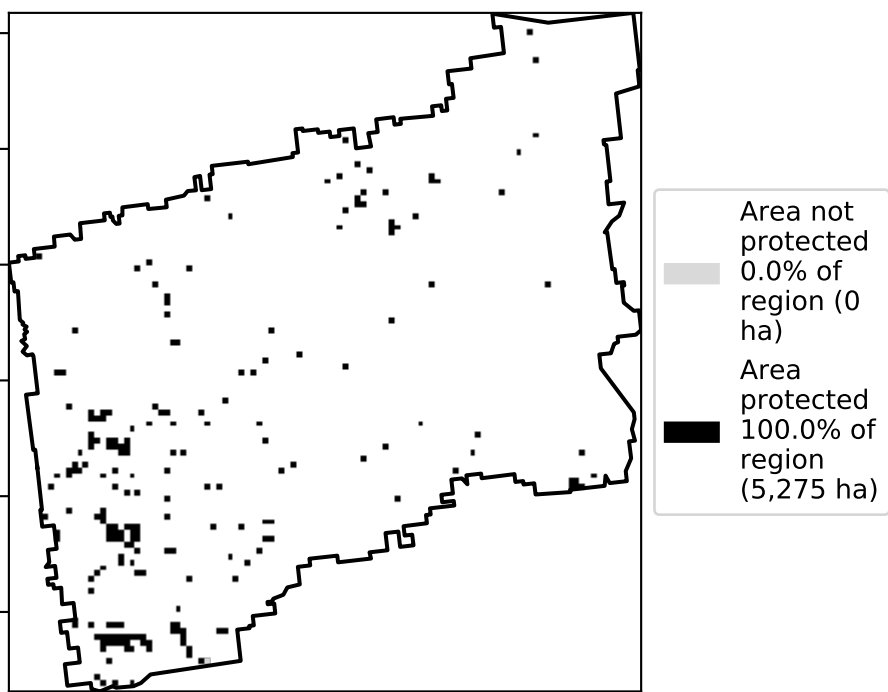 Area not
protected
0.0% of
region (0
ha)
Area
protected
100.0% of
region
(5,275 ha)